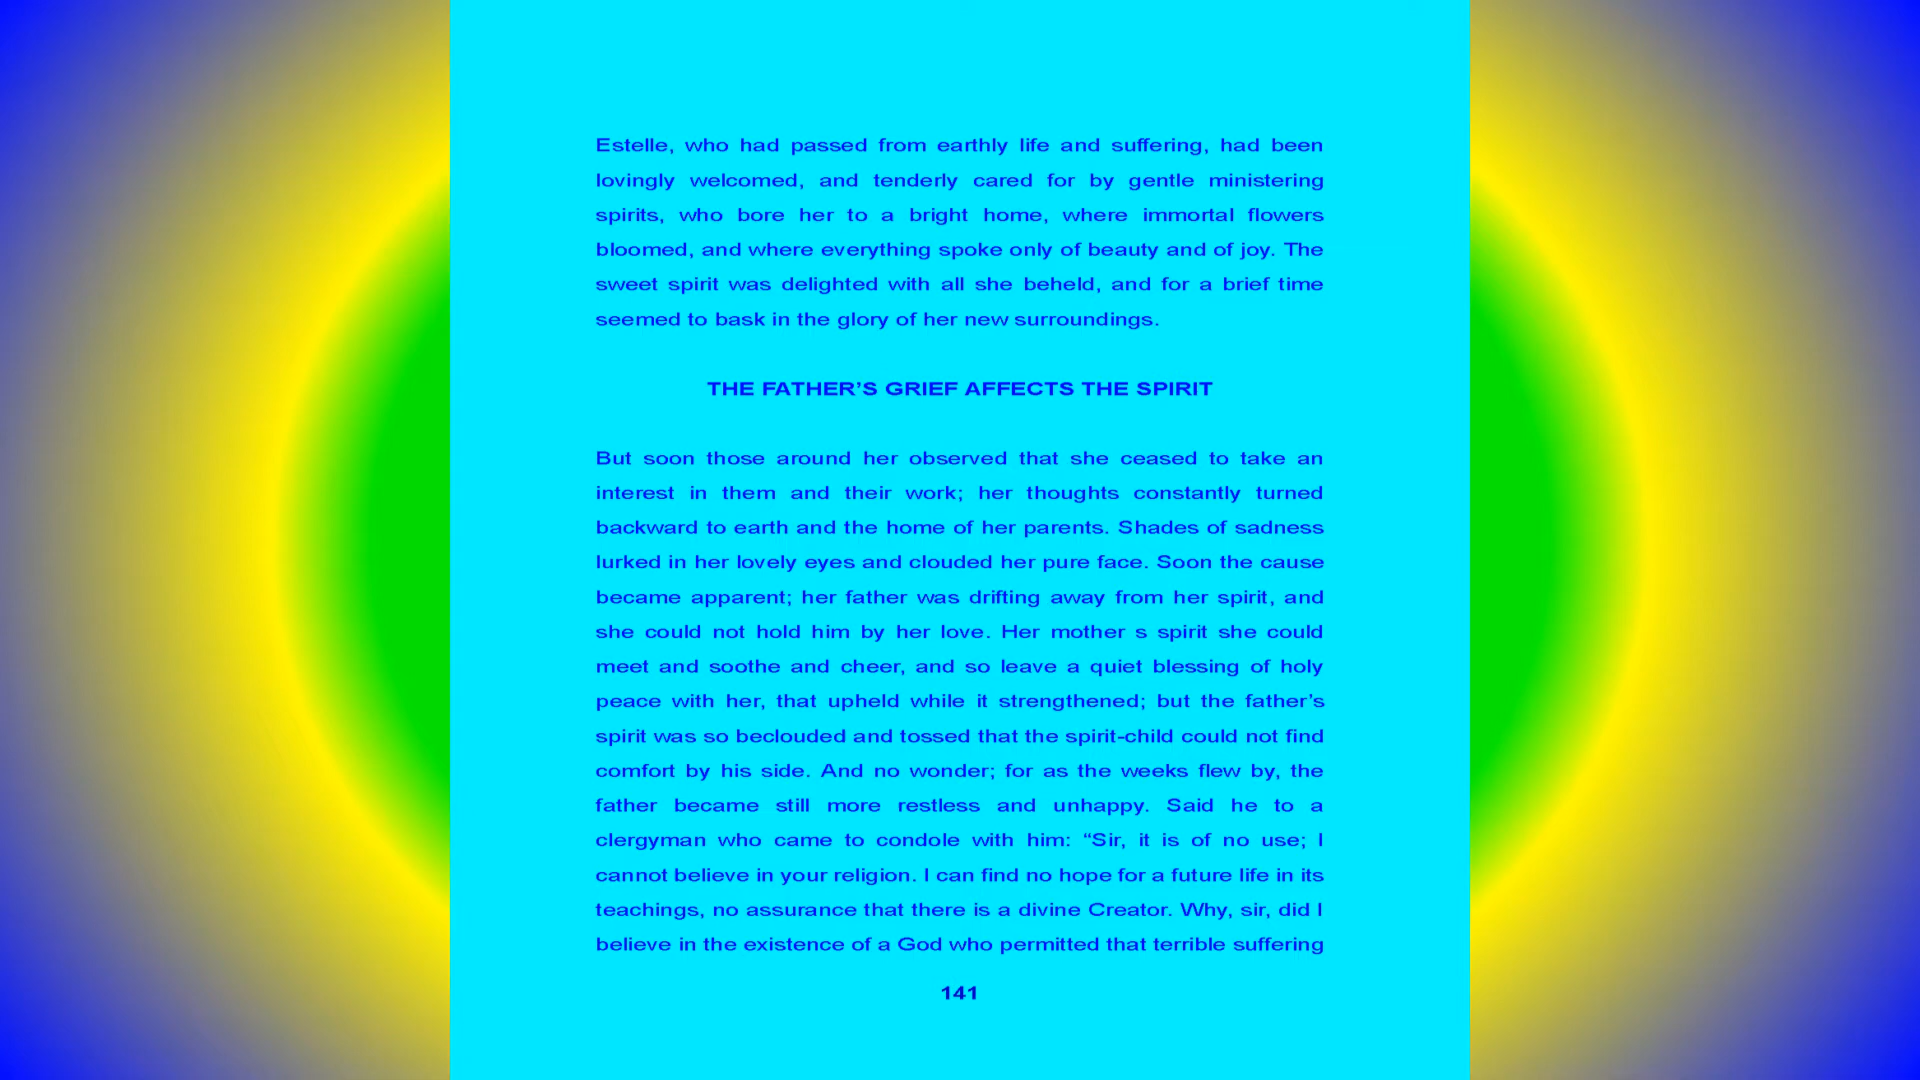 Estelle, who had passed from earthly life and suffering, had been
lovingly welcomed, and tenderly cared for by gentle ministering
spirits, who bore her to a bright home, where immortal flowers
bloomed, and where everything spoke only of beauty and of joy. The
sweet spirit was delighted with all she beheld, and for a brief time
seemed to bask in the glory of her new surroundings.
THE FATHER’S GRIEF AFFECTS THE SPIRIT
But soon those around her observed that she ceased to take an
interest in them and their work; her thoughts constantly turned
backward to earth and the home of her parents. Shades of sadness
lurked in her lovely eyes and clouded her pure face. Soon the cause
became apparent; her father was drifting away from her spirit, and
she could not hold him by her love. Her mother s spirit she could
meet and soothe and cheer, and so leave a quiet blessing of holy
peace with her, that upheld while it strengthened; but the father’s
spirit was so beclouded and tossed that the spirit-child could not find
comfort by his side. And no wonder; for as the weeks flew by, the
father became still more restless and unhappy. Said he to a
clergyman who came to condole with him: “Sir, it is of no use; I
cannot believe in your religion. I can find no hope for a future life in its
teachings, no assurance that there is a divine Creator. Why, sir, did I
believe in the existence of a God who permitted that terrible suffering
141